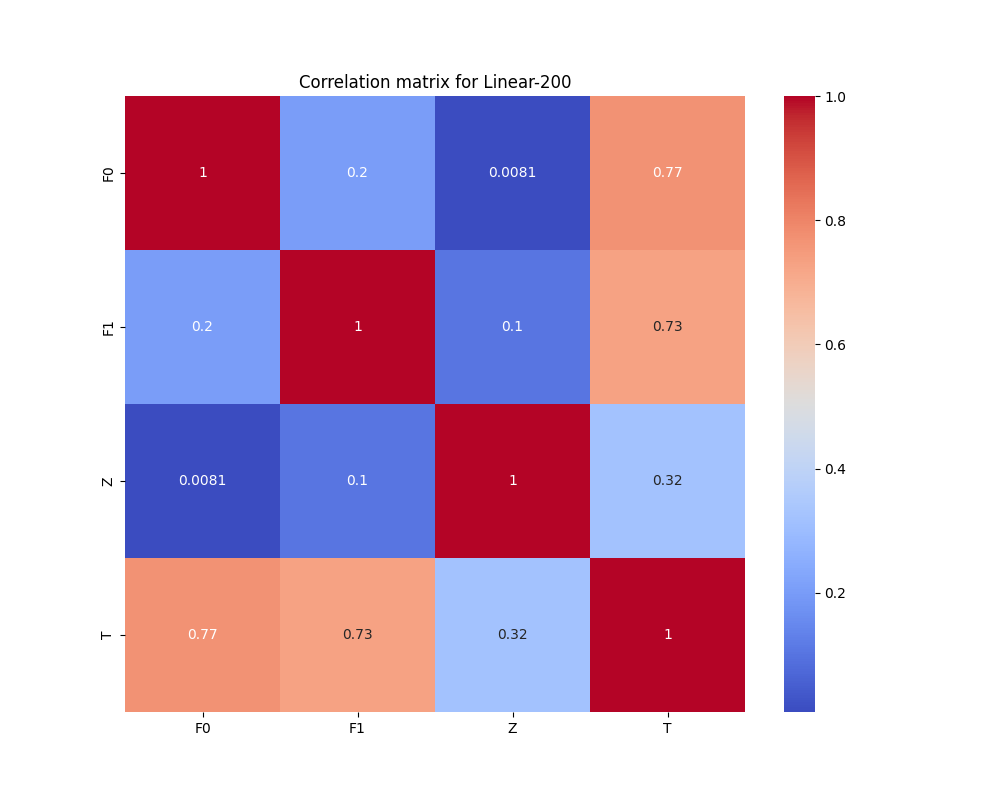 Correlation matrix for Linear-200
F0 1 0.2 0.0081 0.77
F1 0.2 1 0.1 0.73
Z 0.0081 0.1 1 0.32
T 0.77 0.73 0.32 1
F0 F1 Z T
1.0
0.8
0.6
0.4
0.2